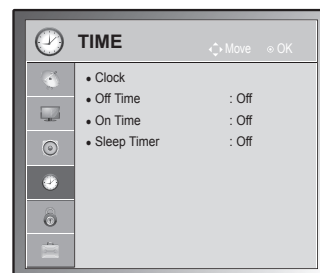 TIME
Move OK
• Clock
• Off Time : Off
• On Time : Off
• Sleep Timer : Off